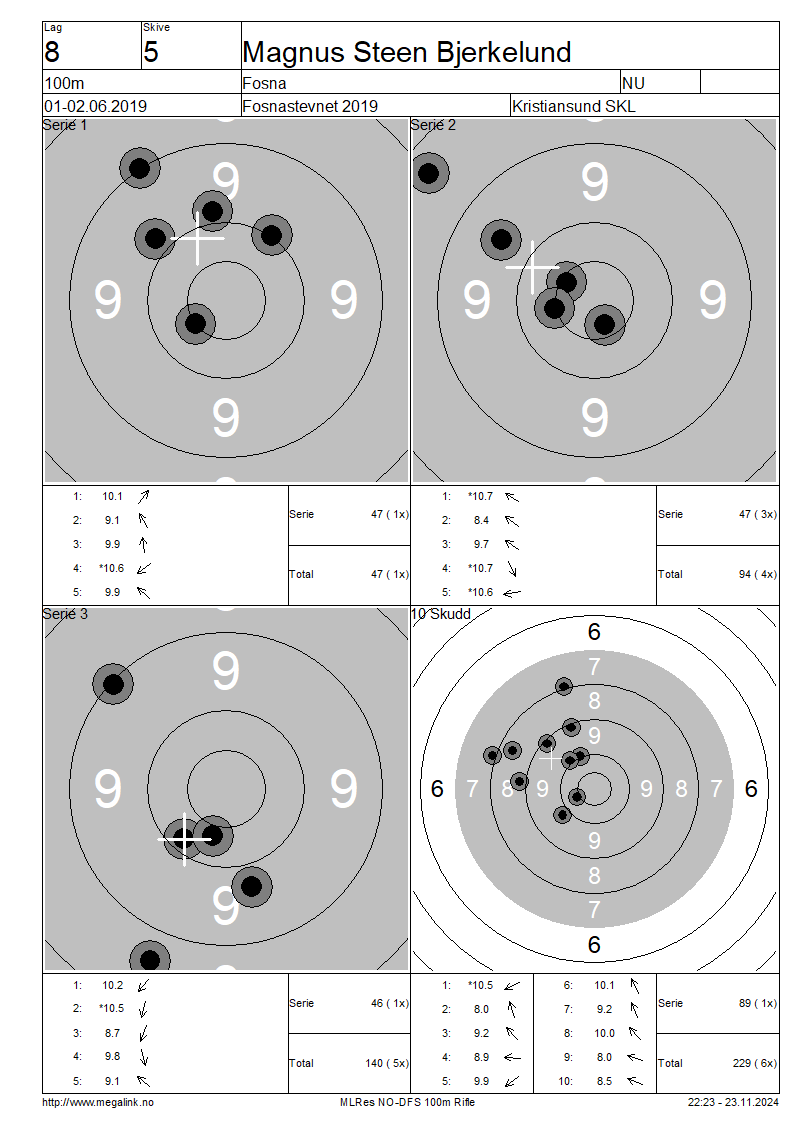 Lag
Skive
8
5
Magnus Steen Bjerkelund
100m
Fosna
NU
01-02.06.2019
Fosnastevnet 2019
Kristiansund SKL
Serie 1
9
9
9
9
1: 10.1
2: 9.1
3: 9.9
4: *10.6
5: 9.9
Serie 47 ( 1x)
Total 47 ( 1x)
Serie 2
9
9
9
9
1: *10.7
2: 8.4
3: 9.7
4: *10.7
5: *10.6
Serie 47 ( 3x)
Total 94 ( 4x)
Serie 3
9
9
9
9
1: 10.2
2: *10.5
3: 8.7
4: 9.8
5: 9.1
Serie 46 ( 1x)
Total 140 ( 5x)
10 Skudd
6
7
8
9
6 7 8 9 9 8 7 6
9
8
7
6
1: *10.5
2: 8.0
3: 9.2
4: 8.9
5: 9.9
6: 10.1
7: 9.2
8: 10.0
9: 8.0
10: 8.5
Serie 89 ( 1x)
Total 229 ( 6x)
http://www.megalink.no
MLRes NO-DFS 100m Rifle
22:23 - 23.11.2024